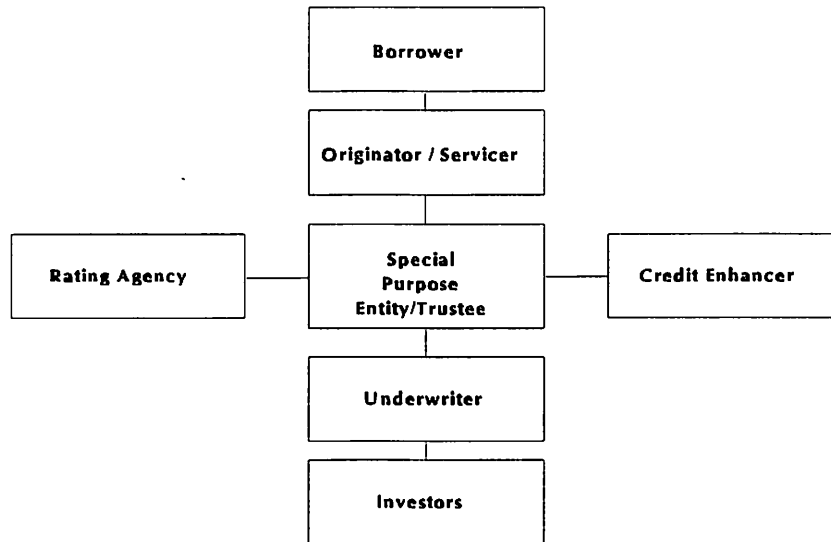 Borrower
Originator / Servicer
Rating Agency
Special
Purpose
Entity/Trustee
Credit Enhancer
Underwriter
Investors